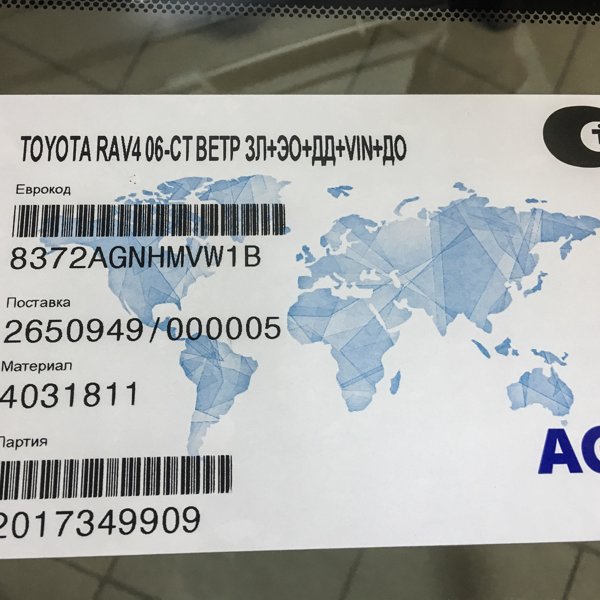 TOYOTA RAV4 06-СТ ВЕТР ЗЛ+ЭО+ДД+VIN+ДО
Еврокод
8372AGNHMVW1B
Поставка
2650949/000005
Материал
4031811
Партия
2017349909